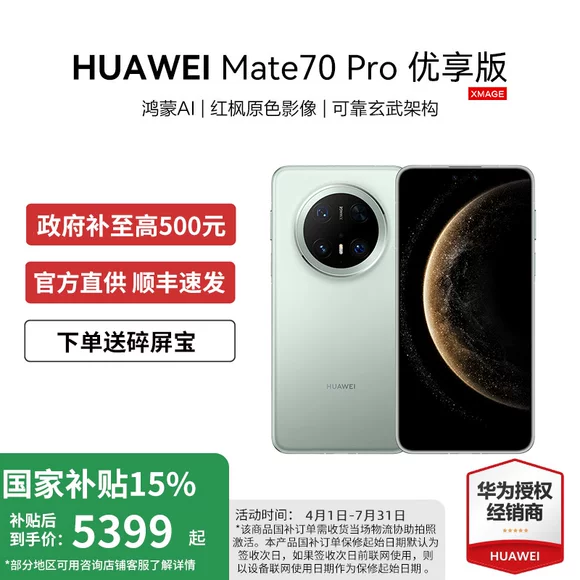 HUAWEI Mate70 Pro 优享版
XMAGE
鸿蒙AI | 红枫原色影像 | 可靠玄武架构
政府补至高500元
官方直供 顺丰速发
下单送碎屏宝
XMAGE
HUAWEI
国家补贴15%
补贴后
到手价:
5399 起
*部分地区可用咨询店铺客服了解详情
活动时间: 4月1日-7月31日
*该商品国补订单需收货当场物流协助拍照
激活。本产品国补订单保修起始日期默认为
签收次日,如果签收次日前联网使用,则
以设备联网使用日期作为保修起始日期。
华为授权
经销商
HUAWEI